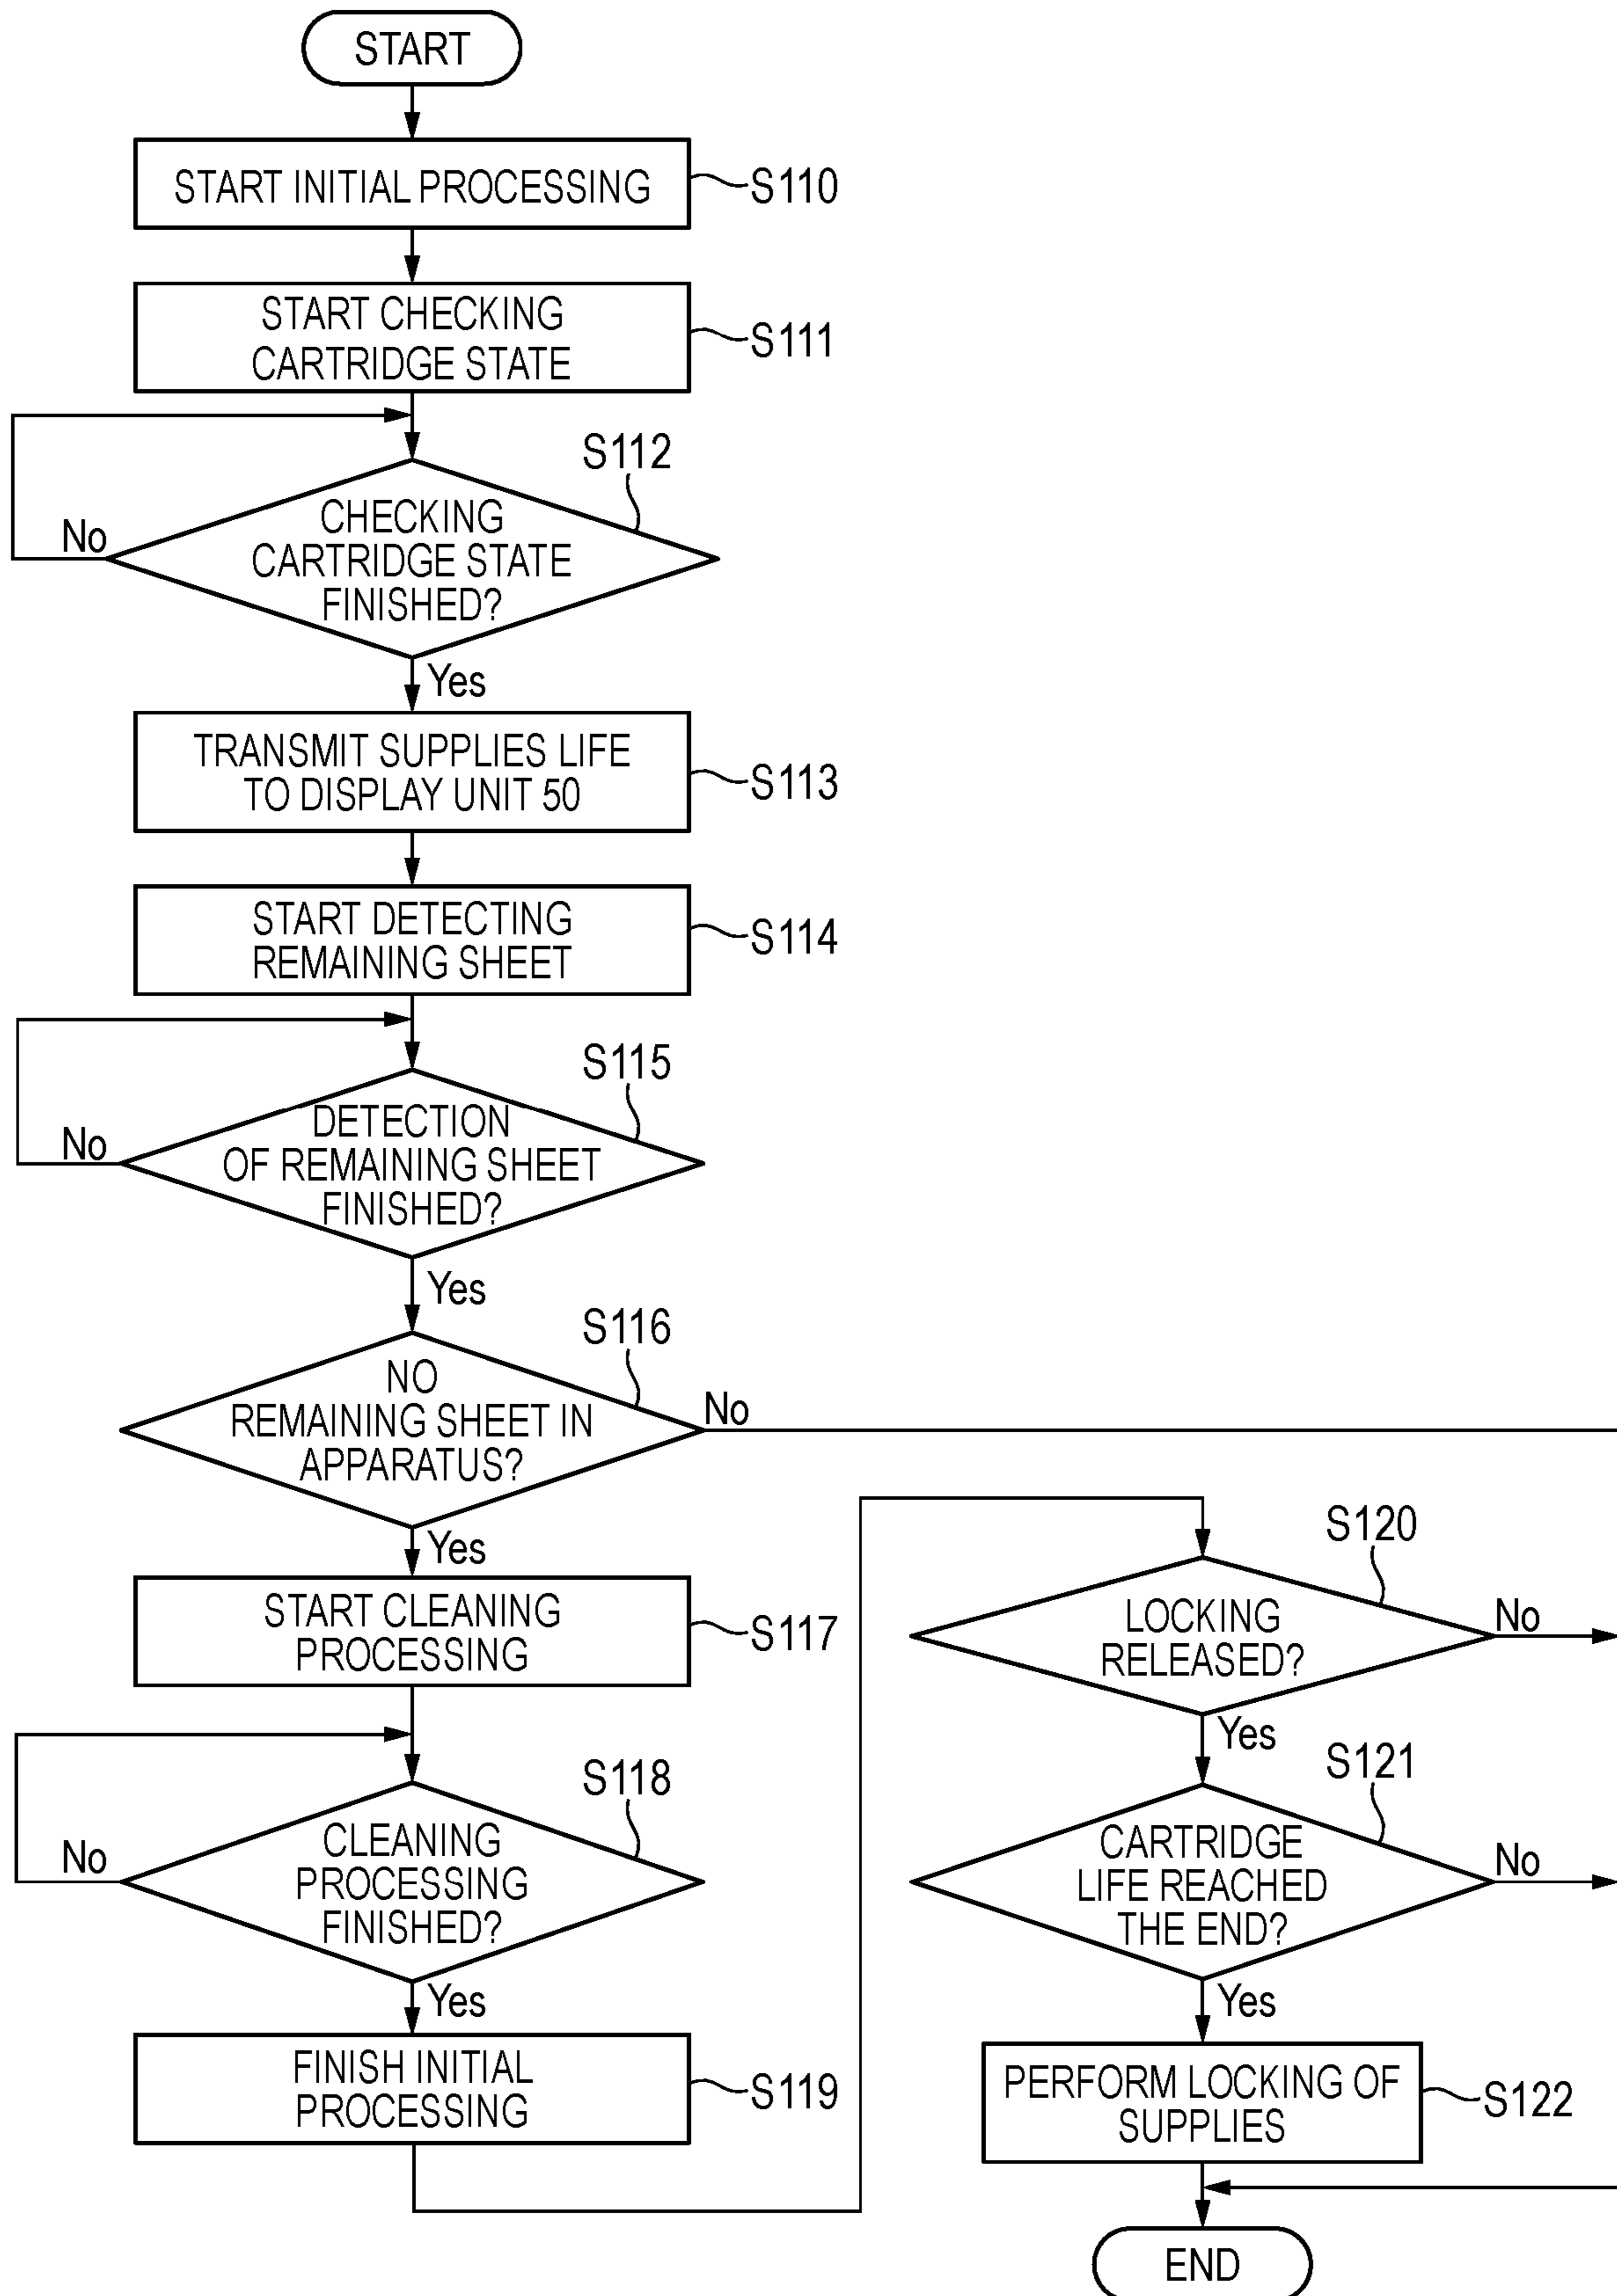 START
START INITIAL PROCESSING
S110
START CHECKING
CARTRIDGE STATE
S111
S112
CHECKING
CARTRIDGE STATE
FINISHED?
No
Yes
TRANSMIT SUPPLIES LIFE
TO DISPLAY UNIT 50
S113
START DETECTING
REMAINING SHEET
S114
S115
DETECTION
OF REMAINING SHEET
FINISHED?
No
Yes
S116
NO
REMAINING SHEET IN
APPARATUS?
No
Yes
START CLEANING
PROCESSING
S117
S118
CLEANING
PROCESSING
FINISHED?
No
Yes
FINISH INITIAL
PROCESSING
S119
S120
LOCKING
RELEASED?
No
Yes
S121
CARTRIDGE
LIFE REACHED
THE END?
No
Yes
PERFORM LOCKING OF
SUPPLIES
S122
END